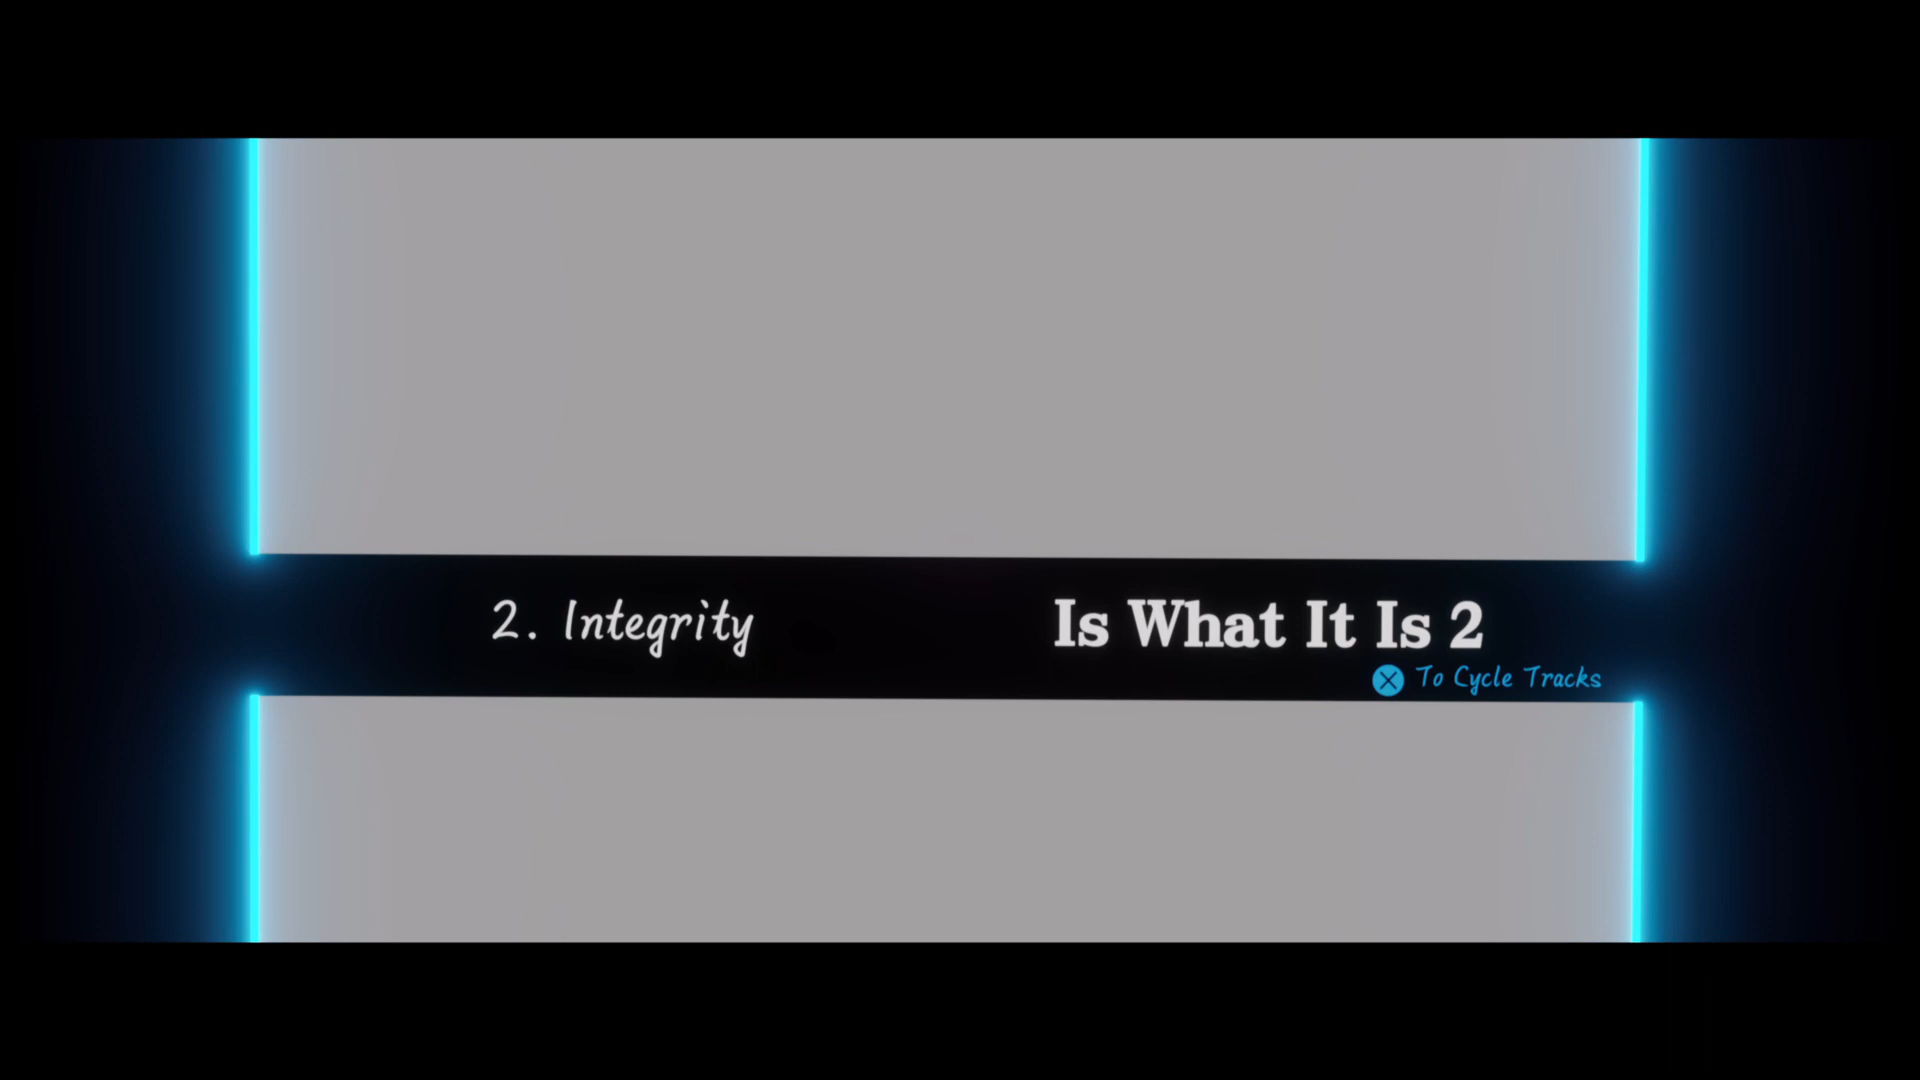 2. Integrity
Is What It Is 2
To Cycle Tracks